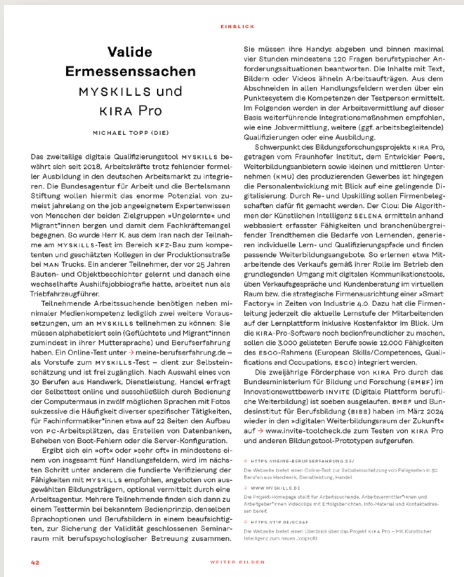 EINBLICK
Valide
Ermessenssachen
MYSKILLS und
KIRA Pro
MICHAEL TOPP (DIE)
Das zweiteilige digitale Qualifizierungstool MYSKILLS be-
währt sich seit 2018, Arbeitskräfte trotz fehlender formel-
ler Ausbildung in den deutschen Arbeitsmarkt zu integrie-
ren. Die Bundesagentur für Arbeit und die Bertelsmann
Stiftung wollen hiermit das enorme Potenzial von zu-
meist jahrelang on the job angeeignetem Expertenwissen
von Menschen der beiden Zielgruppen »Ungelernte« und
Migrant*innen bergen und damit dem Fachkräftemangel
begegnen. So wurde Herr K. aus dem Iran nach der Teilnah-
me am MYSKILLS-Test im Bereich KFZ-Bau zum kompe-
tenten und geschätzten Kollegen in der Produktionsstraße
bei MAN Trucks. Ein anderer Teilnehmer, der vor 25 Jahren
Bauten- und Objektbeschichter gelernt und danach eine
wechselhafte Aushilfsjobbiografie hatte, arbeitet nun als
Triebfahrzeugführer.
Teilnehmende Arbeitssuchende benötigen neben mi-
nimaler Medienkompetenz lediglich zwei weitere Voraus-
setzungen, um an MYSKILLS teilnehmen zu können: Sie
müssen alphabetisiert sein (Geflüchtete und Migrant*innen
zumindest in ihrer Muttersprache) und Berufserfahrung
haben. Ein Online-Test unter → meine-berufserfahrung.de –
als Vorstufe zum MYSKILLS-Test – dient zur Selbstein-
schätzung und ist frei zugänglich. Nach Auswahl eines von
30 Berufen aus Handwerk, Dienstleistung, Handel erfragt
der Selbsttest online und ausschließlich durch Bedienung
der Computermaus in zwölf möglichen Sprachen mit Fotos
sukzessive die Häufigkeit diverser spezifischer Tätigkeiten,
für Fachinformatiker*innen etwa auf 22 Seiten den Aufbau
von PC-Arbeitsplätzen, das Erstellen von Datenbanken,
Beheben von Boot-Fehlern oder die Server-Konfiguration.
Ergibt sich ein »oft« oder »sehr oft« in mindestens ei-
nem von insgesamt fünf Handlungsfeldern, wird im nächs-
ten Schritt unter anderem die fundierte Verifizierung der
Fähigkeiten mit MYSKILLS empfohlen, angeboten von aus-
gewählten Bildungsträgern, optional vermittelt durch eine
Arbeitsagentur. Mehrere Teilnehmende finden sich dann zu
einem Testtermin bei bekanntem Bedienprinzip, denselben
Sprachoptionen und Berufsbildern in einem beaufsichtig-
ten, zur Sicherung der Validität geschlossenen Seminar-
raum mit berufspsychologischer Betreuung zusammen.
Sie müssen ihre Handys abgeben und binnen maximal
vier Stunden mindestens 120 Fragen berufstypischer An-
forderungssituationen beantworten. Die Inhalte mit Text,
Bildern oder Videos ähneln Arbeitsaufträgen. Aus dem
Abschneiden in allen Handlungsfeldern werden über ein
Punktesystem die Kompetenzen der Testperson ermittelt.
Im Folgenden werden in der Arbeitsvermittlung auf dieser
Basis weiterführende Integrationsmaßnahmen empfohlen,
wie eine Jobvermittlung, weitere (ggf. arbeitsbegleitende)
Qualifizierungen oder eine Ausbildung.
Schwerpunkt des Bildungsforschungsprojekts KIRA Pro,
getragen vom Fraunhofer Institut, dem Entwickler Peers,
Weiterbildungsanbietern sowie kleinen und mittleren Unter-
nehmen (KMU) des produzierenden Gewerbes ist hingegen
die Personalentwicklung mit Blick auf eine gelingende Di-
gitalisierung. Durch Re- und Upskilling sollen Firmenbeleg-
schaften dafür fit gemacht werden. Der Clou: Die Algorith-
men der Künstlichen Intelligenz SELENA ermitteln anhand
webbasiert erfasster Fähigkeiten und branchenübergrei-
fender Trendthemen die Bedarfe von Lernenden, generie-
ren individuelle Lern- und Qualifizierungspfade und finden
passende Weiterbildungsangebote. So erlernen etwa Mit-
arbeitende des Verkaufs gemäß ihrer Rolle im Betrieb den
grundlegenden Umgang mit digitalen Kommunikationstools,
über Verkaufsgespräche und Kundenberatung im virtuellen
Raum bzw. die strategische Firmenausrichtung einer »Smart
Factory« in Zeiten von Industrie 4.0. Dazu hat die Firmen-
leitung jederzeit die aktuelle Lernstufe der Mitarbeitenden
auf der Lernplattform inklusive Kostenfaktor im Blick. Um
die KIRA-Pro-Software noch bedienfreundlicher zu machen,
sollen die 3.000 gelisteten Berufe sowie 12.000 Fähigkeiten
des ESCO-Rahmens (European Skills/Competences, Quali-
fications and Occupations, ESCO) integriert werden.
Die zweijährige Förderphase von KIRA Pro durch das
Bundesministerium für Bildung und Forschung (BMBF) im
Innovationswettbewerb INVITE (Digitale Plattform berufli-
che Weiterbildung) ist soeben ausgelaufen. BMBF und Bun-
desinstitut für Berufsbildung (BIBB) haben im März 2024
wieder in den »digitalen Weiterbildungsraum der Zukunft«
auf → www.invite-toolcheck.de zum Testen von KIRA Pro
und anderen Bildungstool-Prototypen aufgerufen.
→ HTTPS://MEINE-BERUFSERFAHRUNG.DE/
Die Webseite bietet einen Online-Test zur Selbsteinschätzung von Fähigkeiten in 30
Berufen aus Handwerk, Dienstleistung, Handel
→ WWW.MYSKILLS.DE
Die Projekt-Homepage stellt für Arbeitsuchende, Arbeitsvermittler*innen und
Arbeitgeber*innen Videoclips mit Erfolgsberichten, Info-Material und Kontaktadres-
sen bereit
Die Webseite bietet einen Überblick über das Projekt KIRA Pro – Mit Künstlicher
Intelligenz zum neuen Jobprofil
42
WEITER BILDEN